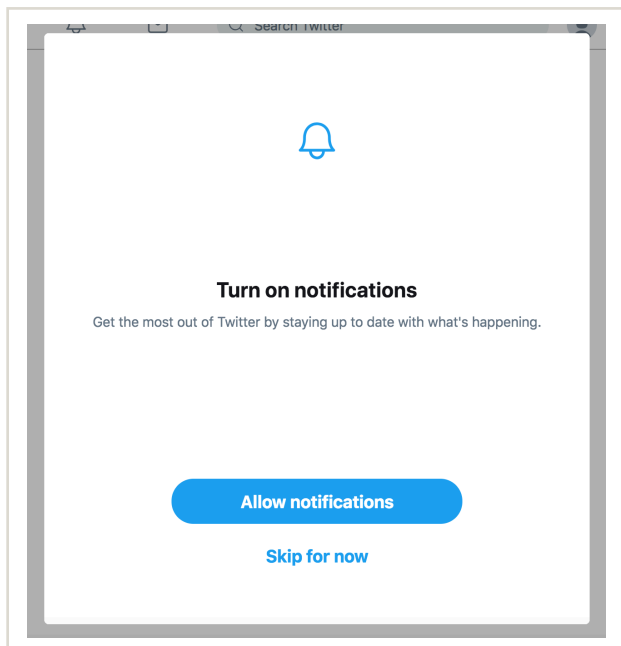 Search Twitter
Turn on notifications
Get the most out of Twitter by staying up to date with what's happening.
Allow notifications
Skip for now